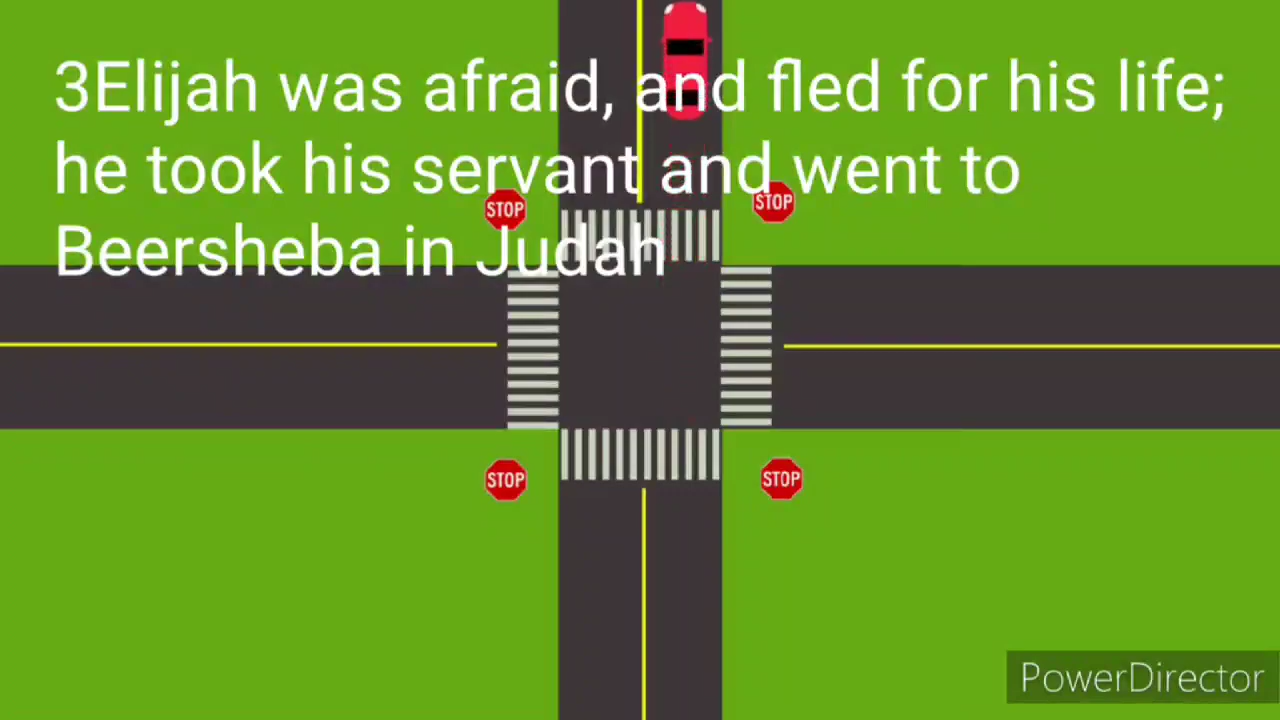 3Elijah was afraid, and fled for his life;
he took his servant and went to
Beersheba in Judah
STOP
STOP
STOP
STOP
PowerDirector